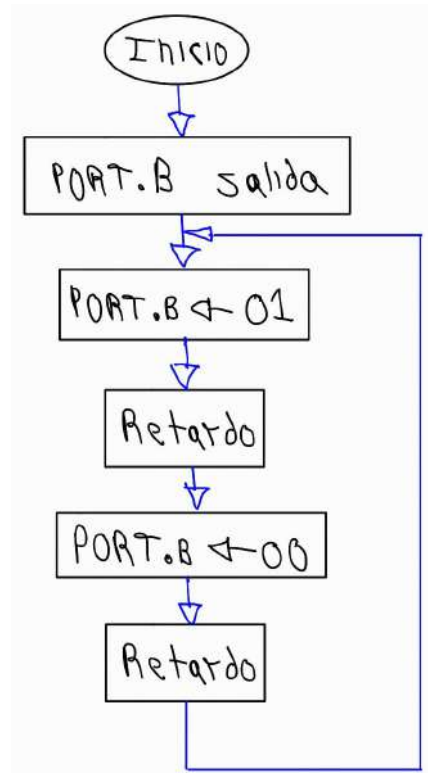 Inicio
PORT.B salida
PORT.B ← 01
Retardo
PORT.B ← 00
Retardo